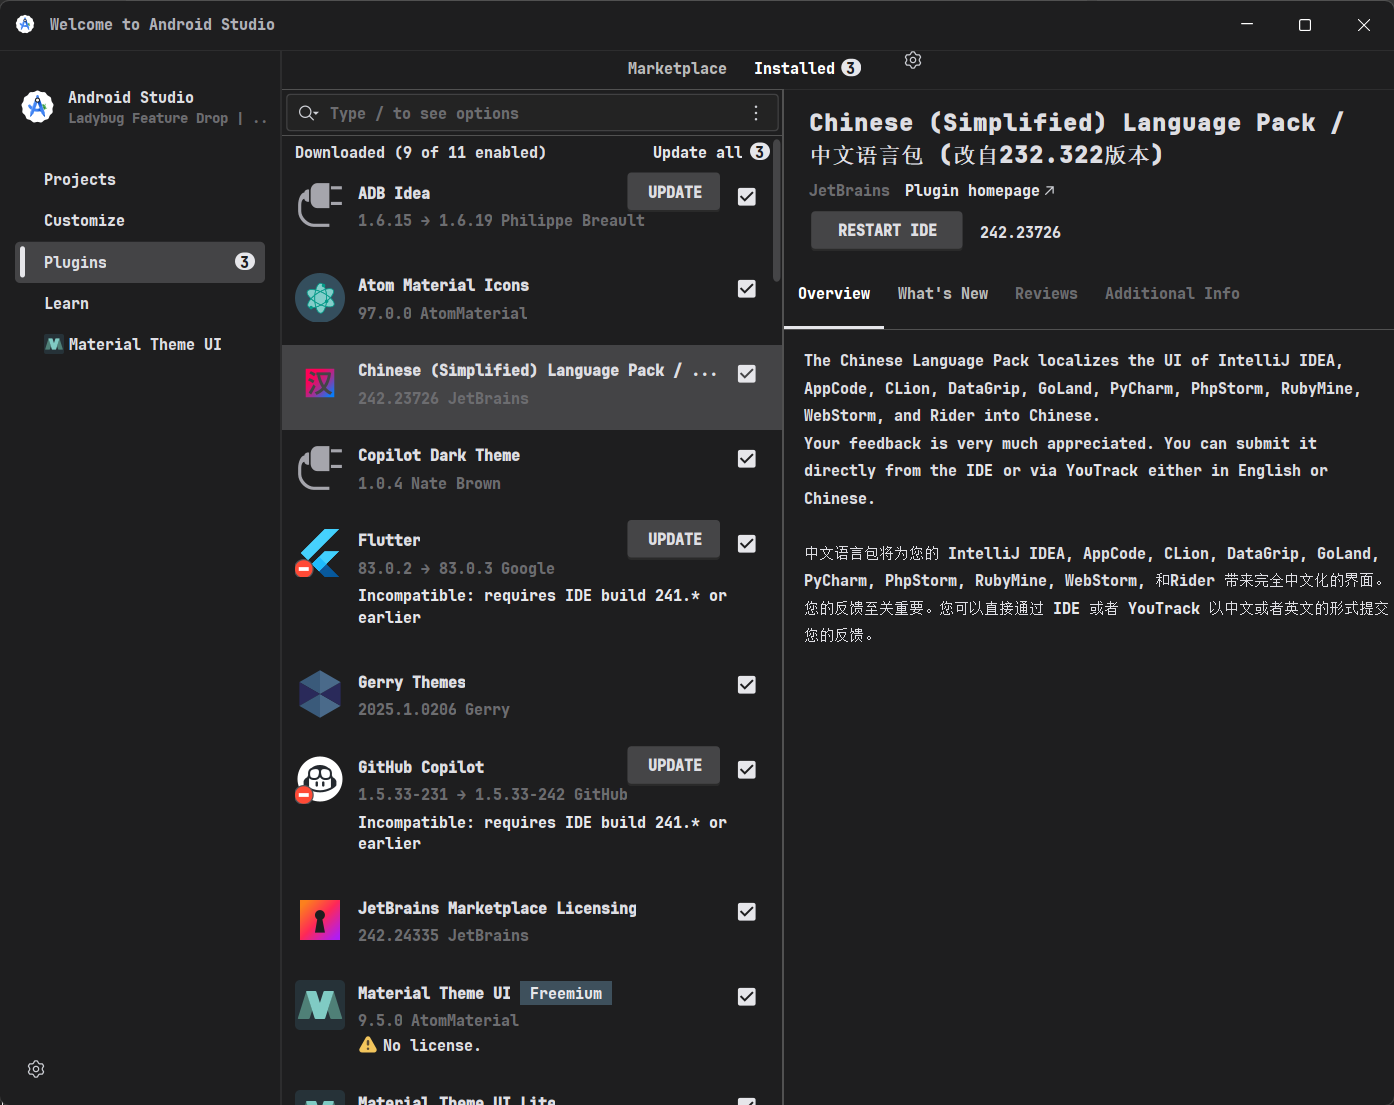 Welcome to Android Studio
Android Studio
Ladybug Feature Drop | ..
Projects
Customize
Plugins 3
Learn
Material Theme UI
Marketplace Installed 3
Type / to see options
Downloaded (9 of 11 enabled) Update all 3
ADB Idea UPDATE
1.6.15 → 1.6.19 Philippe Breault
Atom Material Icons
97.0.0 AtomMaterial
汉
Chinese (Simplified) Language Pack / ...
242.23726 JetBrains
Copilot Dark Theme
1.0.4 Nate Brown
Flutter UPDATE
83.0.2 → 83.0.3 Google
Incompatible: requires IDE build 241.* or
earlier
Gerry Themes
2025.1.0206 Gerry
GitHub Copilot UPDATE
1.5.33-231 → 1.5.33-242 GitHub
Incompatible: requires IDE build 241.* or
earlier
JetBrains Marketplace Licensing
242.24335 JetBrains
Material Theme UI Freemium
9.5.0 AtomMaterial
No license.
Material Theme UI Lite
Chinese (Simplified) Language Pack /
中文语言包 (改自232.322版本)
JetBrains Plugin homepage ↗
RESTART IDE 242.23726
Overview What's New Reviews Additional Info
The Chinese Language Pack localizes the UI of IntelliJ IDEA,
AppCode, CLion, DataGrip, GoLand, PyCharm, PhpStorm, RubyMine,
WebStorm, and Rider into Chinese.
Your feedback is very much appreciated. You can submit it
directly from the IDE or via YouTrack either in English or
Chinese.
中文语言包将为您的 IntelliJ IDEA, AppCode, CLion, DataGrip, GoLand,
PyCharm, PhpStorm, RubyMine, WebStorm, 和Rider 带来完全中文化的界面。
您的反馈至关重要。您可以直接通过 IDE 或者 YouTrack 以中文或者英文的形式提交
您的反馈。